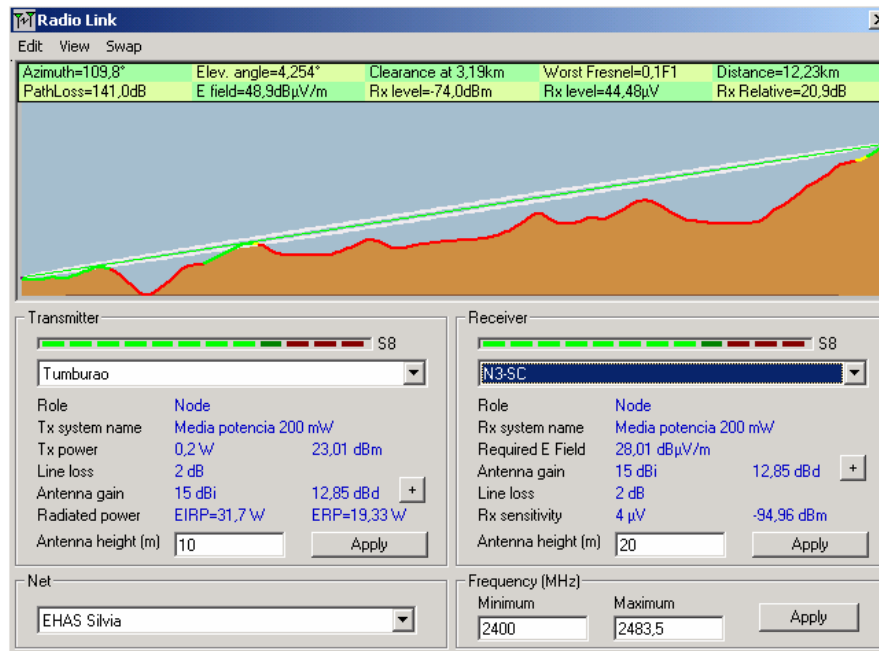 Radio Link
Edit View Swap
Azimuth=109,8° Elev. angle=4,254° Clearance at 3,19km Worst Fresnel=0,1F1 Distance=12,23km
PathLoss=141,0dB E field=48,9dBµV/m Rx level=-74,0dBm Rx level=44,48µV Rx Relative=20,9dB
Transmitter
S8
Tumburao
Role Node
Tx system name Media potencia 200 mW
Tx power 0,2 W 23,01 dBm
Line loss 2 dB
Antenna gain 15 dBi 12,85 dBd +
Radiated power EIRP=31,7 W ERP=19,33 W
Antenna height (m) 10 Apply
Receiver
S8
N3-SC
Role Node
Rx system name Media potencia 200 mW
Required E Field 28,01 dBµV/m
Antenna gain 15 dBi 12,85 dBd +
Line loss 2 dB
Rx sensitivity 4 µV -94,96 dBm
Antenna height (m) 20 Apply
Net
EHAS Silvia
Frequency (MHz)
Minimum Maximum
2400 2483,5 Apply